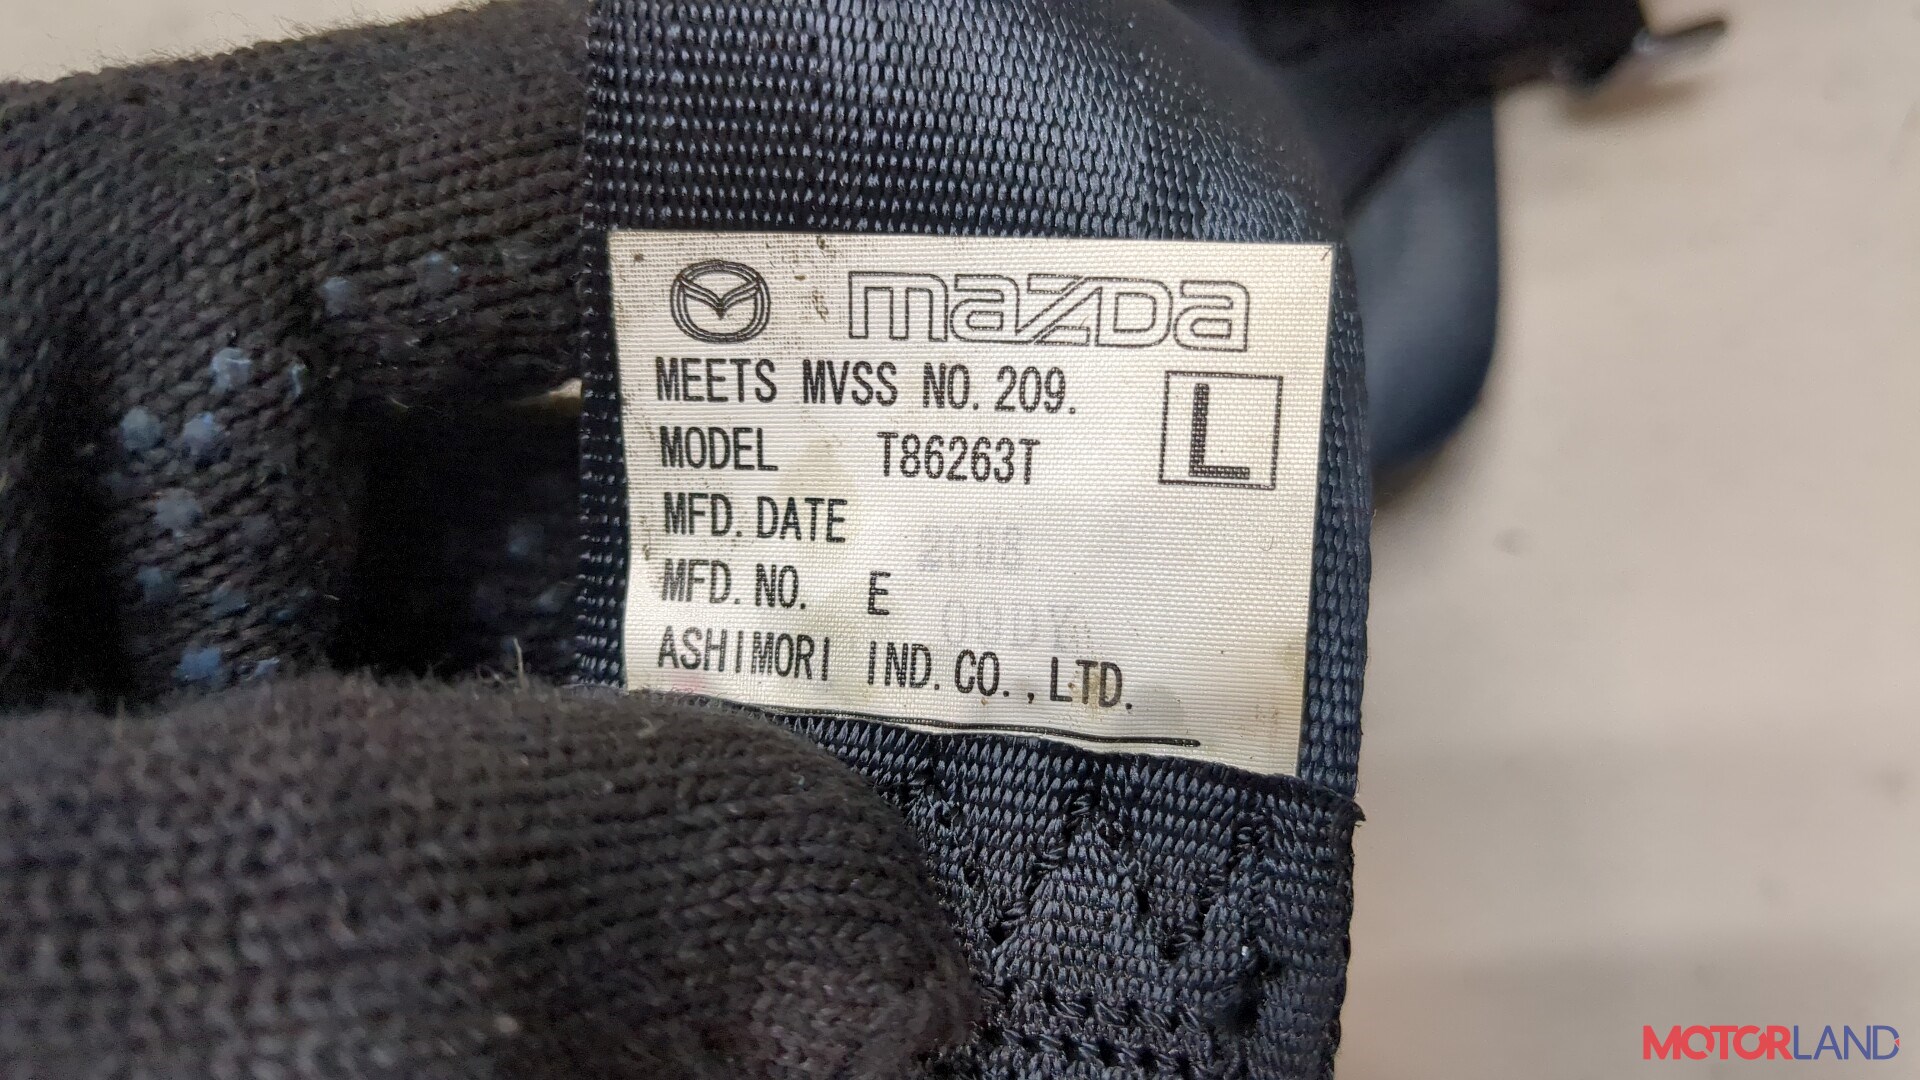 mazda
MEETS MVSS NO. 209.
L
MODEL T86263T
MFD. DATE
MFD. NO. E
ASHIMORI IND. CO., LTD.
MOTORLAND